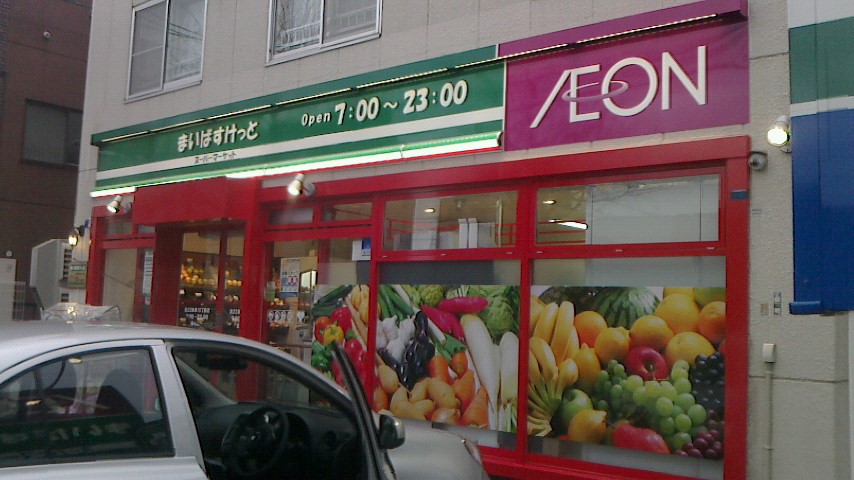 まいばすけっと
スーパーマーケット
Open 7:00～23:00
ÆON